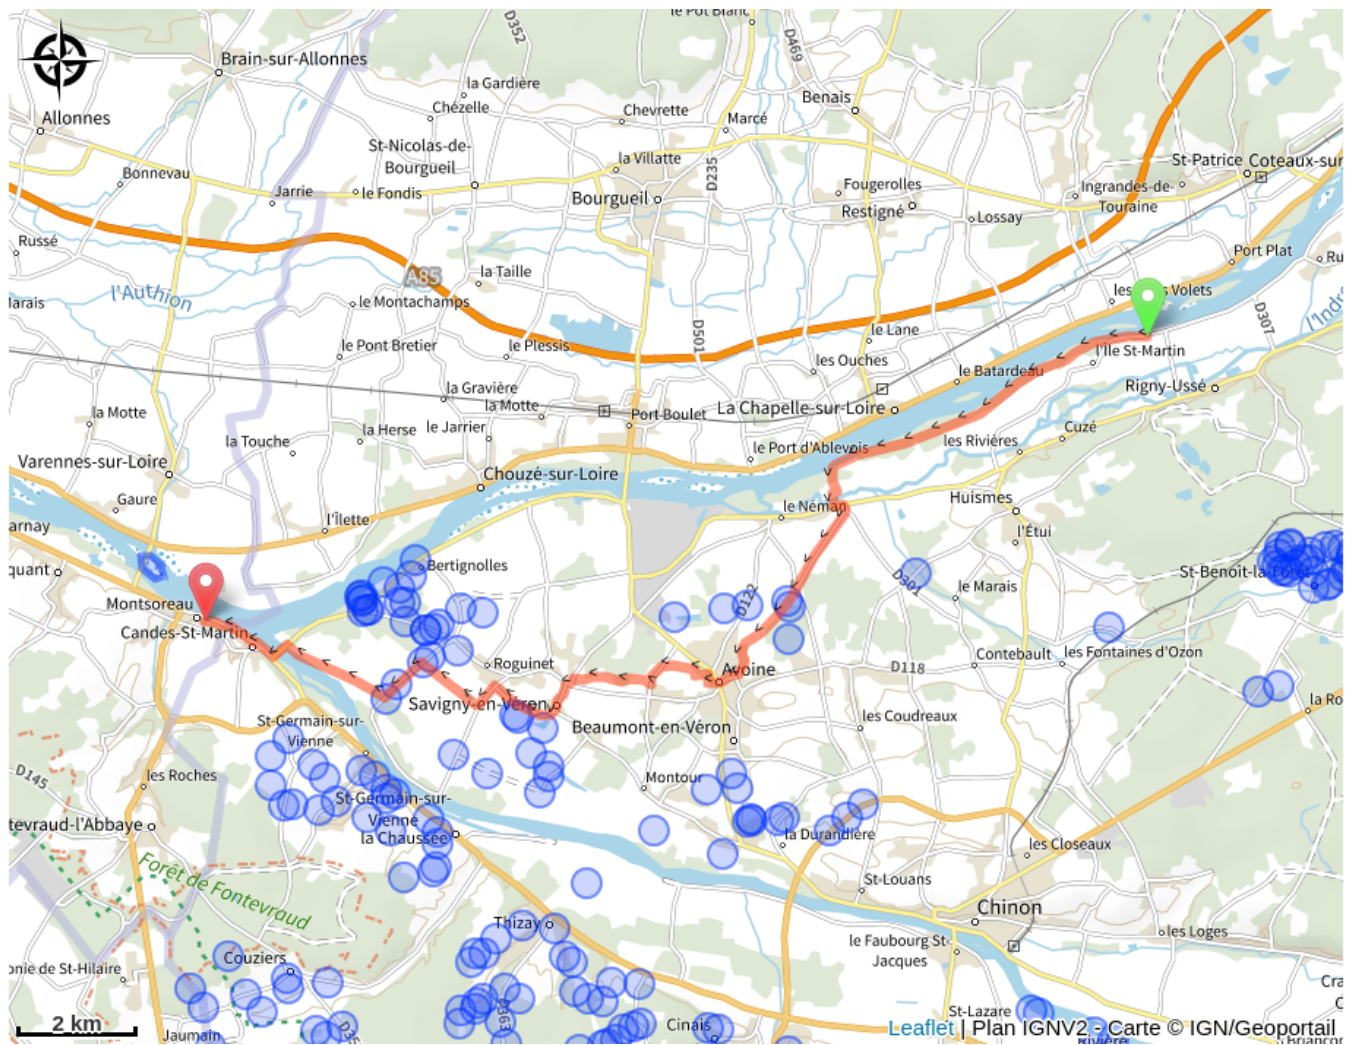 le Pot Blanc
D352
D469
Brain-sur-Allonnes
la Gardière
Chézelle
Benais
Chevrette
Marcé
Allonnes
St-Nicolas-de-
Bourgueil
la Villatte
D235
St-Patrice
Coteaux-sur
Bonnevau
Jarrie
le Fondis
Bourgueil
Fougerolles
Restigné
Lossay
Ingrandes-de-
Touraine
Russé
Port Plat
la Taille
A85
l'Authion
le Montachamps
Volets
D307
D501
le Lane
le Pont Bretier
le Plessis
les Ouches
l'Ile St-Martin
le Batardeau
Rigny-Ussé
la Gravière
la Motte
la Motte
Port Boulet
La Chapelle-sur-Loire
la Touche
la Herse
le Jarrier
le Port d'Ablevois
les Rivières
Cuzé
Varennes-sur-Loire
Chouzé-sur-Loire
Gaure
l'Îlette
le Néman
Huismes
l'Étui
Bertignolles
D122
D301
le Marais
St-Benoît-la-Forêt
Montsoreau
Candes-St-Martin
Roguinet
Avoine
D118
Contebault
les Fontaines d'Ozon
Savigny-en-Véron
St-Germain-sur-
Vienne
Beaumont-en-Véron
les Coudreaux
la Ro
D145
les Roches
Montour
St-Germain-sur-
Vienne
la Chaussée
tevraud-l'Abbaye
la Durandière
les Closeaux
Forêt de Fontevraud
St-Louans
Chinon
Thizay
les Loges
le Faubourg St-
Jacques
Couziers
onie de St-Hilaire
D363
St-Lazare
Cinais
Jaumain
2 km
Leaflet | Plan IGNV2 - Carte © IGN/Geoportail
Rivière